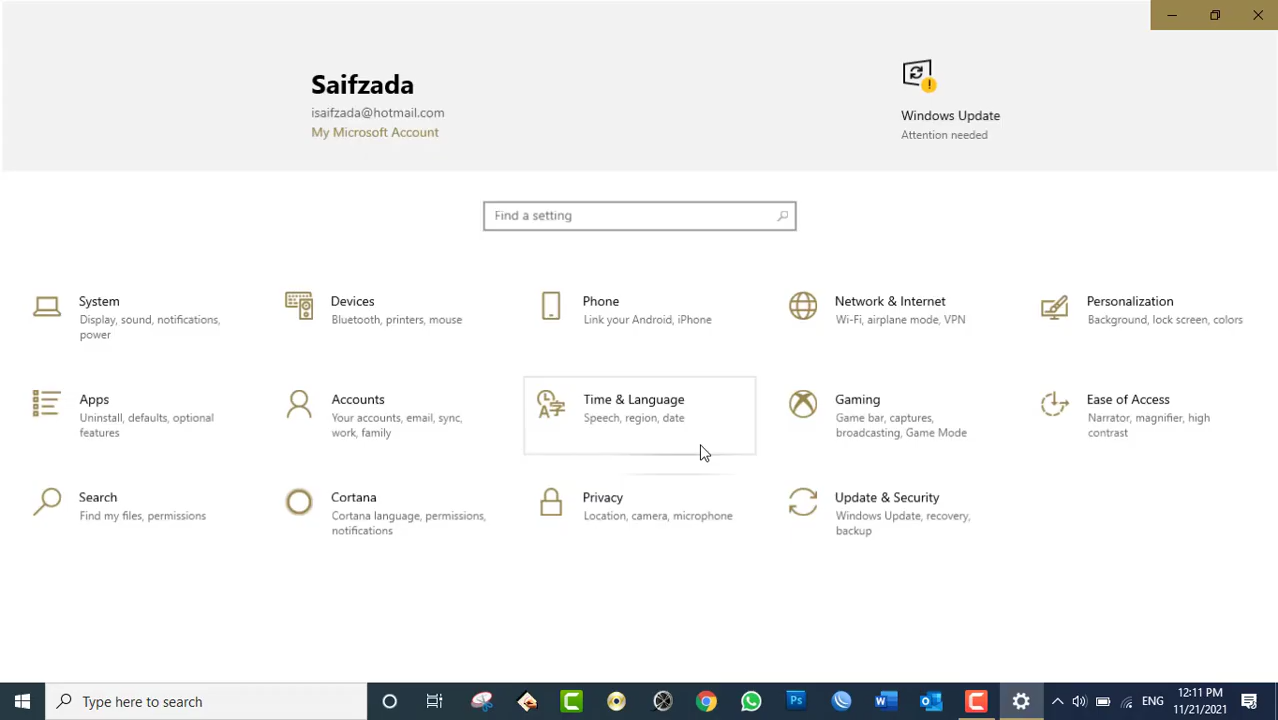 Saifzada
isaifzada@hotmail.com
My Microsoft Account
Windows Update
Attention needed
Find a setting
System
Display, sound, notifications,
power
Devices
Bluetooth, printers, mouse
Phone
Link your Android, iPhone
Network & Internet
Wi-Fi, airplane mode, VPN
Personalization
Background, lock screen, colors
Apps
Uninstall, defaults, optional
features
Accounts
Your accounts, email, sync,
work, family
Time & Language
Speech, region, date
Gaming
Game bar, captures,
broadcasting, Game Mode
Ease of Access
Narrator, magnifier, high
contrast
Search
Find my files, permissions
Cortana
Cortana language, permissions,
notifications
Privacy
Location, camera, microphone
Update & Security
Windows Update, recovery,
backup
Type here to search
Ps
ENG
12:11 PM
11/21/2021